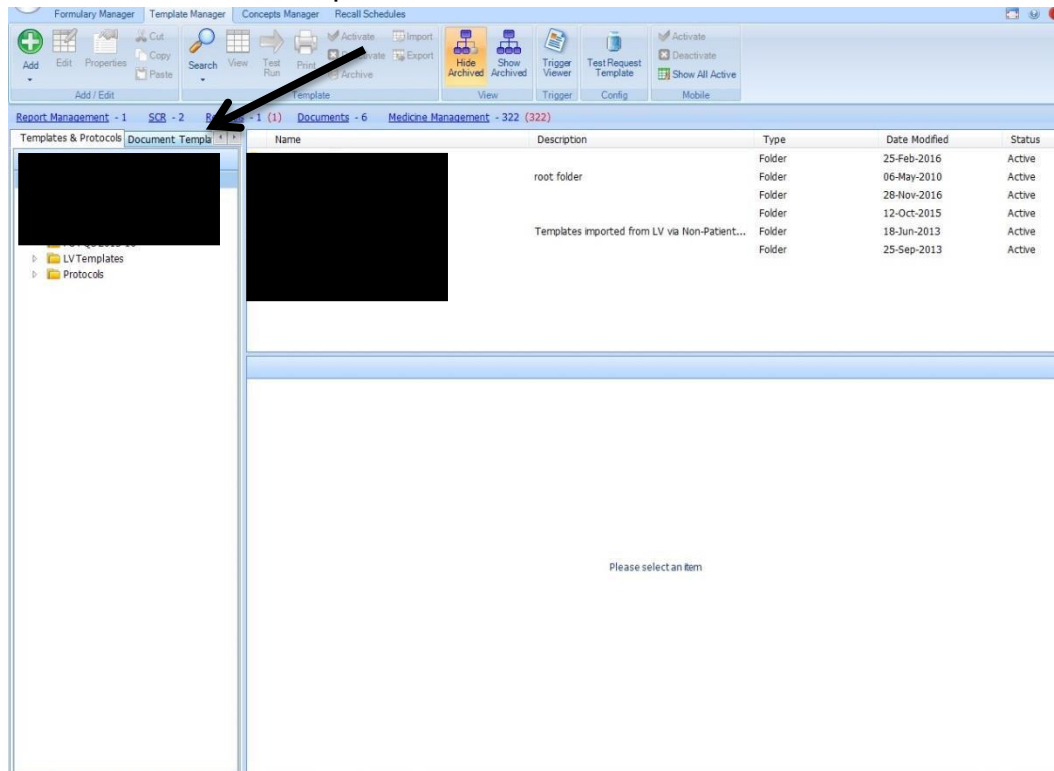 Formulary Manager Template Manager Concepts Manager Recall Schedules
Add Edit Properties Cut Copy Paste Search View Test Run Print Activate Deactivate Archive Import Export Hide Archived Show Archived Trigger Viewer Test Request Template Activate Deactivate Show All Active
Add / Edit Template View Trigger Config Mobile
Report Management - 1 SCR - 2 - 1 (1) Documents - 6 Medicine Management - 322 (322)
Templates & Protocols Document Templa Name Description Type Date Modified Status
Folder 25-Feb-2016 Active
root folder Folder 06-May-2010 Active
Folder 28-Nov-2016 Active
Folder 12-Oct-2015 Active
Templates imported from LV via Non-Patient... Folder 18-Jun-2013 Active
Folder 25-Sep-2013 Active
LV Templates
Protocols
Please select an item